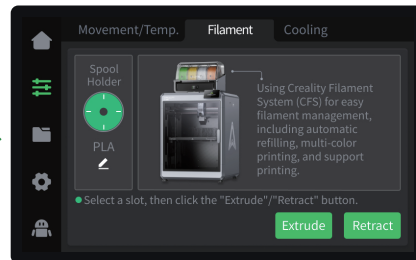 Movement/Temp.
Filament
Cooling
Spool
Holder
PLA
Using Creality Filament
System (CFS) for easy
filament management,
including automatic
refilling, multi-color
printing, and support
printing.
Select a slot, then click the "Extrude"/"Retract" button.
Extrude
Retract